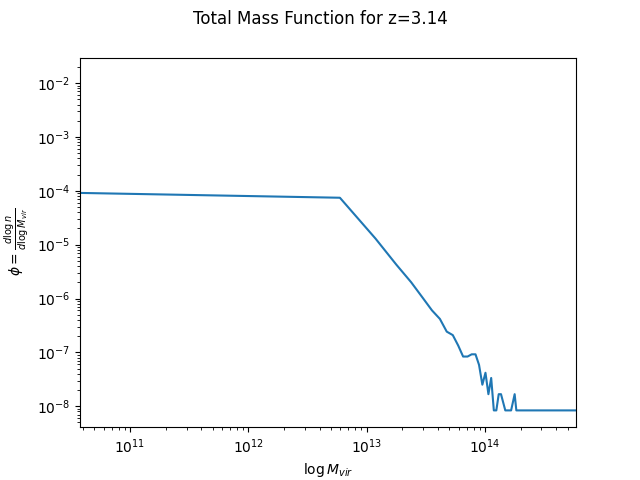 Total Mass Function for z=3.14
10⁻²
10⁻³
10⁻⁴
10⁻⁵
10⁻⁶
10⁻⁷
10⁻⁸
ϕ = d log n / d log M_vir
10¹¹ 10¹² 10¹³ 10¹⁴
log M_vir